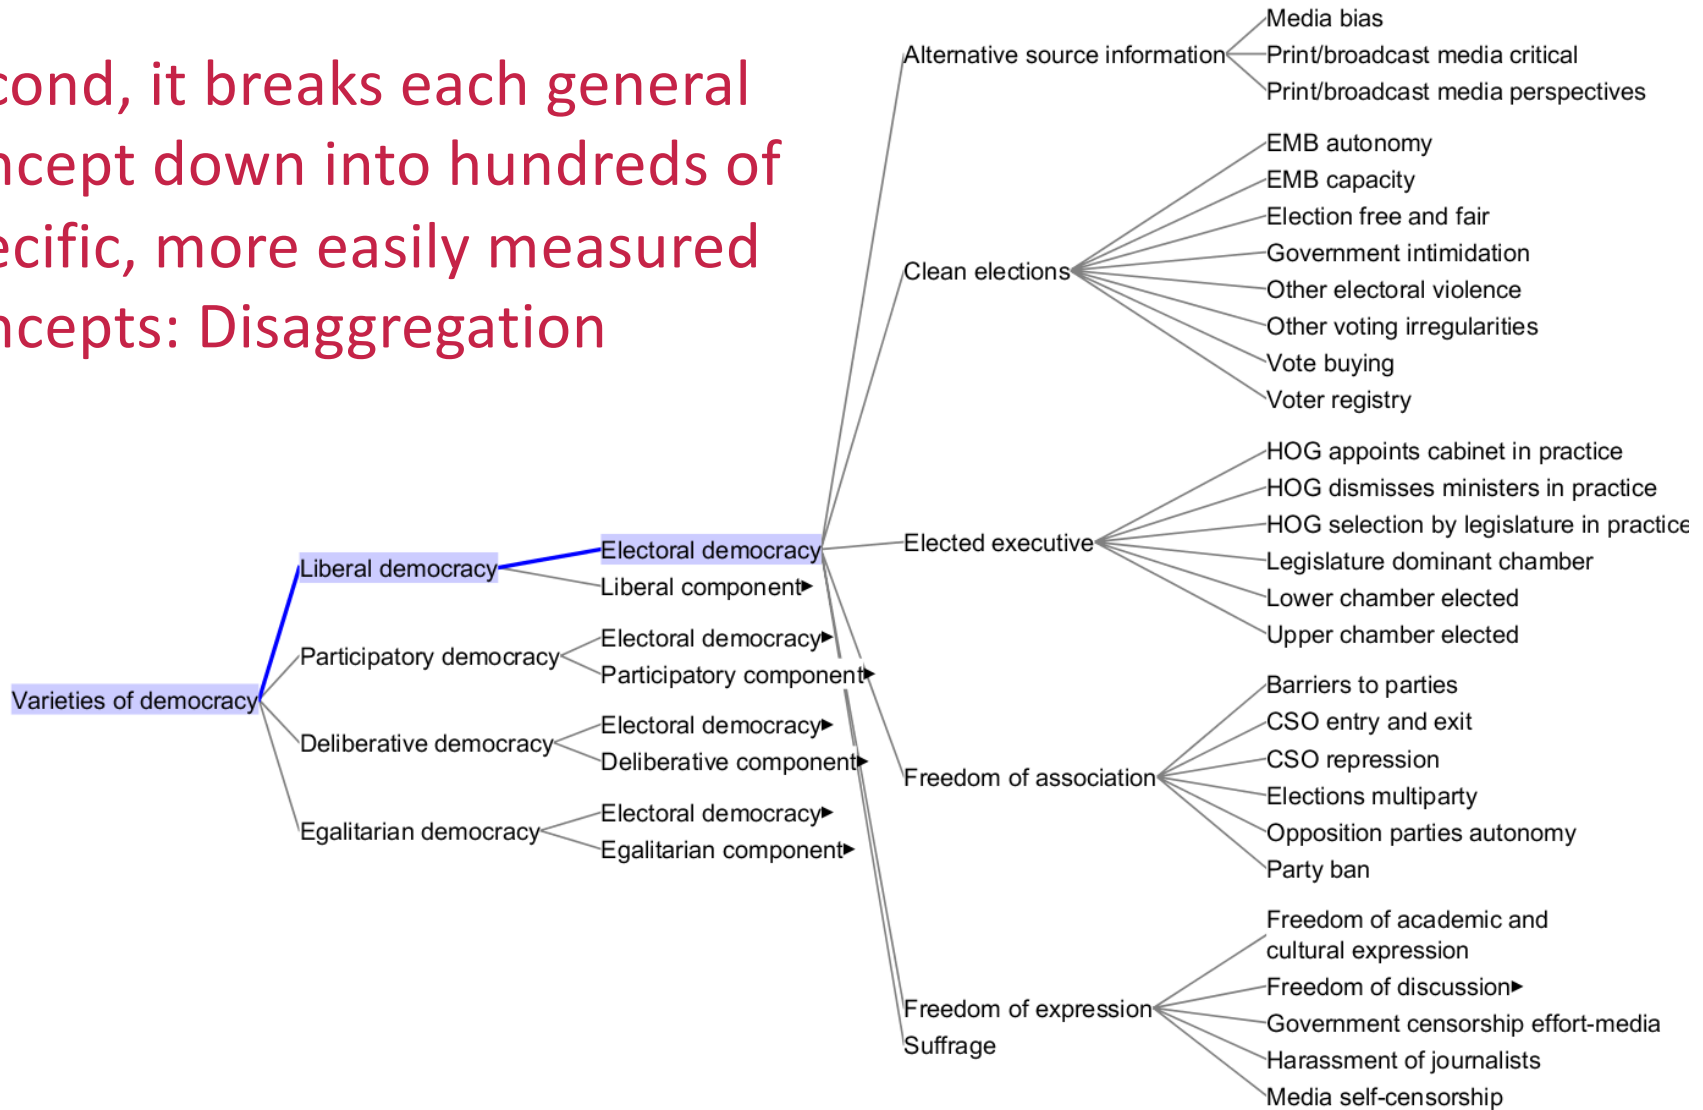 cond, it breaks each general
ncept down into hundreds of
ecific, more easily measured
ncepts: Disaggregation
Varieties of democracy
Liberal democracy
Participatory democracy
Deliberative democracy
Egalitarian democracy
Electoral democracy
Liberal component
Electoral democracy
Participatory component
Electoral democracy
Deliberative component
Electoral democracy
Egalitarian component
Alternative source information
Media bias
Print/broadcast media critical
Print/broadcast media perspectives
Clean elections
EMB autonomy
EMB capacity
Election free and fair
Government intimidation
Other electoral violence
Other voting irregularities
Vote buying
Voter registry
Elected executive
HOG appoints cabinet in practice
HOG dismisses ministers in practice
HOG selection by legislature in practice
Legislature dominant chamber
Lower chamber elected
Upper chamber elected
Freedom of association
Barriers to parties
CSO entry and exit
CSO repression
Elections multiparty
Opposition parties autonomy
Party ban
Freedom of expression
Freedom of academic and
cultural expression
Freedom of discussion
Government censorship effort-media
Harassment of journalists
Media self-censorship
Suffrage